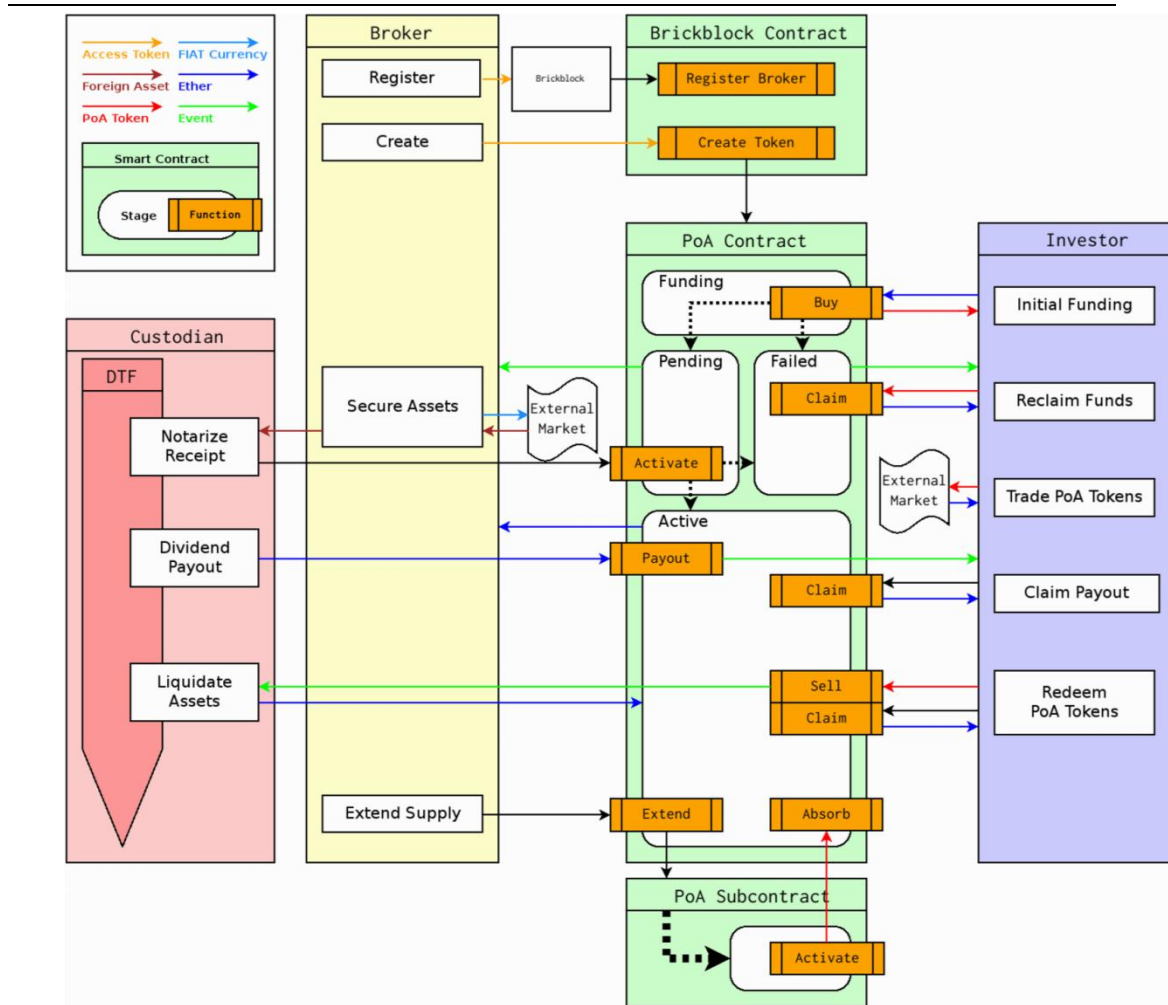 Access Token
FIAT Currency
Foreign Asset
Ether
PoA Token
Event
Smart Contract
Stage
Function
Broker
Register
Brickblock
Create
Brickblock Contract
Register Broker
Create Token
PoA Contract
Funding
Buy
Pending
Failed
Claim
Activate
Active
Payout
Claim
Sell
Claim
Extend
Absorb
Investor
Initial Funding
Reclaim Funds
External
Market
Trade PoA Tokens
Claim Payout
Redeem
PoA Tokens
Custodian
DTF
Notarize
Receipt
Dividend
Payout
Liquidate
Assets
Secure Assets
External
Market
Extend Supply
PoA Subcontract
Activate